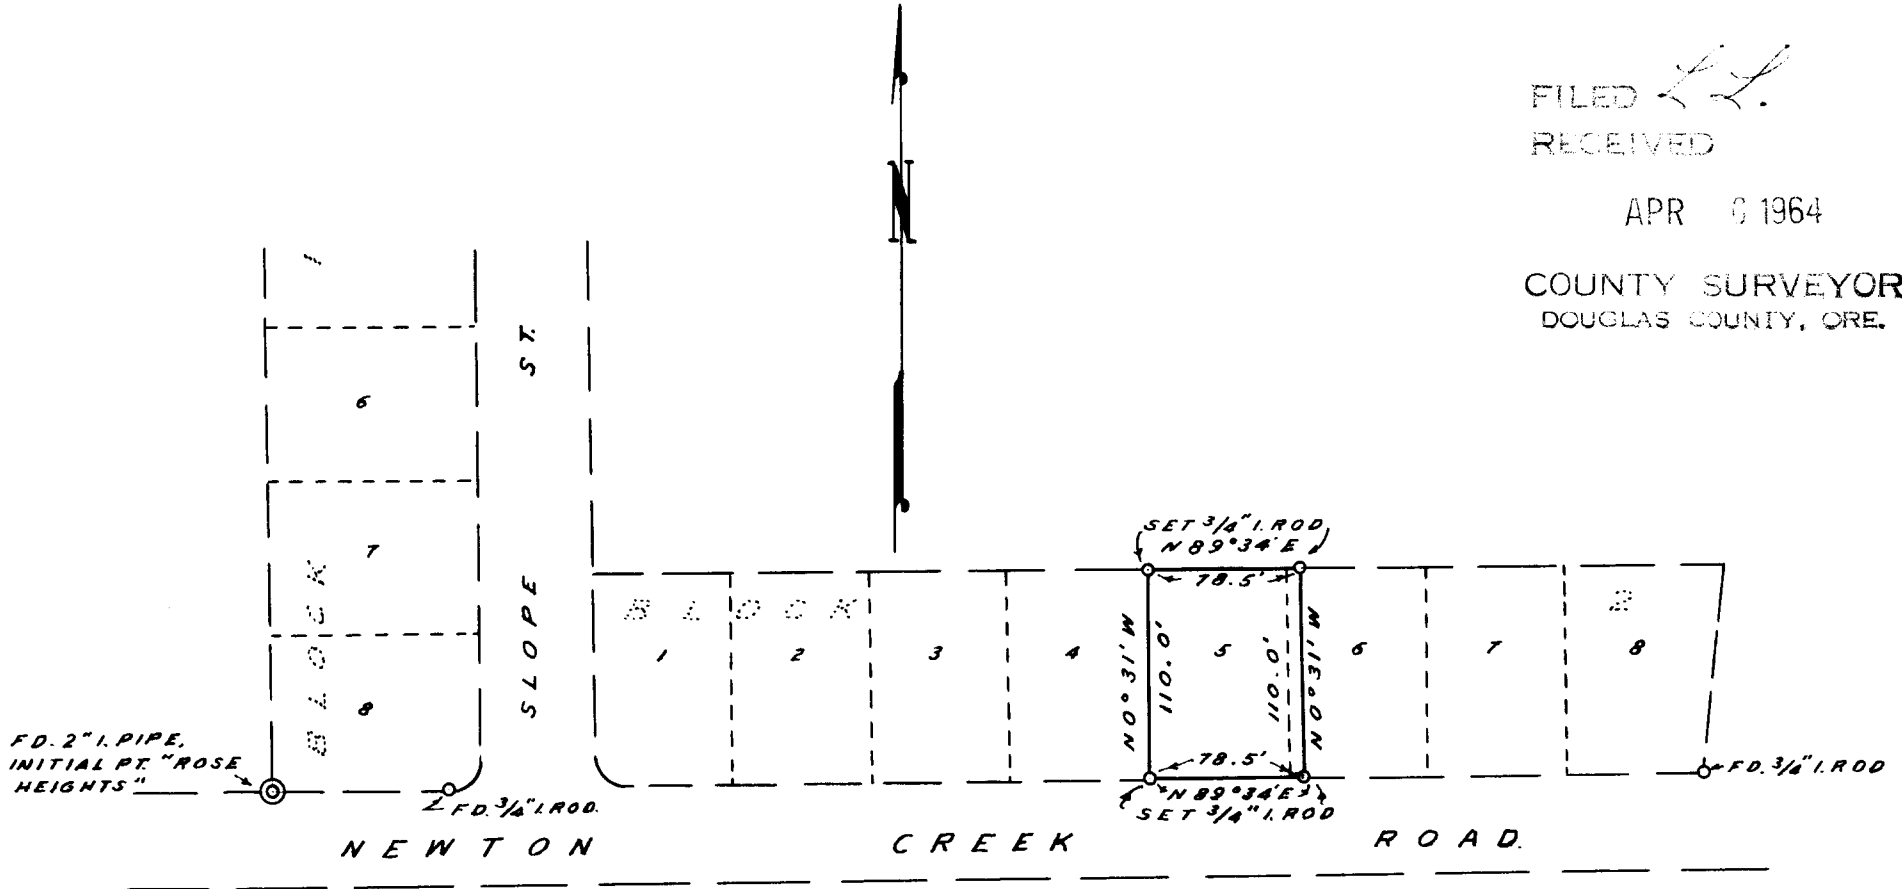 FILED
RECEIVED
APR 6 1964
COUNTY SURVEYOR
DOUGLAS COUNTY, ORE.
N
1
6
7
8
BLOCK
SLOPE ST.
BLOCK
2
1
2
3
4
5
6
7
8
SET 3/4" I. ROD
N 89°34' E
78.5'
N 0° 31' W
110.0'
110.0'
N 0° 31' W
78.5'
N 89°34' E
SET 3/4" I. ROD
FD. 2" I. PIPE,
INITIAL PT. "ROSE
HEIGHTS"
FD. 3/4" I. ROD.
FD. 3/4" I. ROD
NEWTON CREEK ROAD.